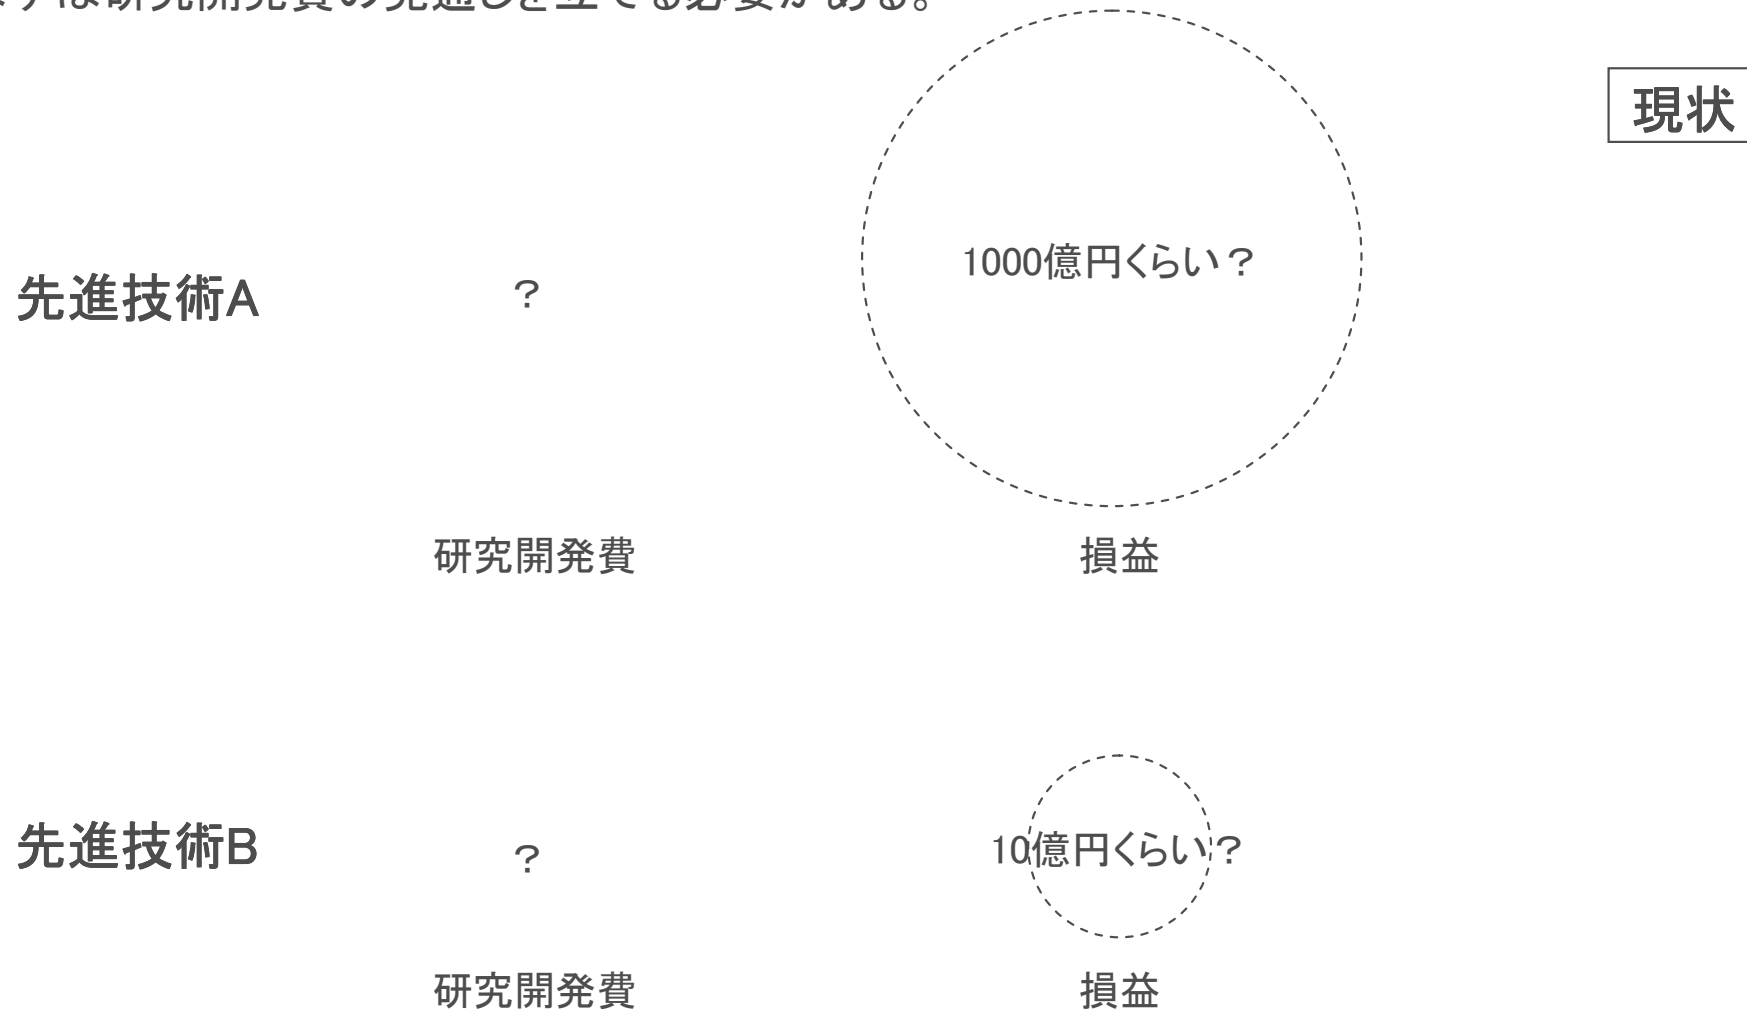 まずは研究開発費の見通しを立てる必要がある。
現状
1000億円くらい？
先進技術A
？
研究開発費
損益
先進技術B
？
10億円くらい？
研究開発費
損益